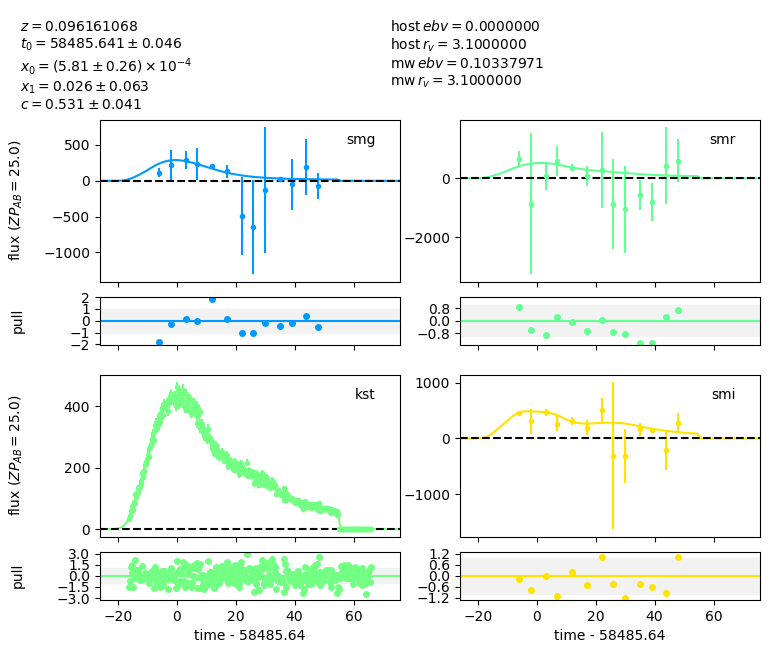 z = 0.096161068
t₀ = 58485.641 ± 0.046
x₀ = (5.81 ± 0.26) × 10⁻⁴
x₁ = 0.026 ± 0.063
c = 0.531 ± 0.041
host ebv = 0.0000000
host r_v = 3.1000000
mw ebv = 0.10337971
mw r_v = 3.1000000
smg
flux (ZP_AB = 25.0)
500
0
−500
−1000
smr
0
−2000
pull
2
1
0
−1
−2
0.8
0.0
−0.8
kst
flux (ZP_AB = 25.0)
400
200
0
smi
1000
0
−1000
pull
3.0
1.5
0.0
−1.5
−3.0
1.2
0.6
0.0
−0.6
−1.2
−20 0 20 40 60
time - 58485.64
−20 0 20 40 60
time - 58485.64